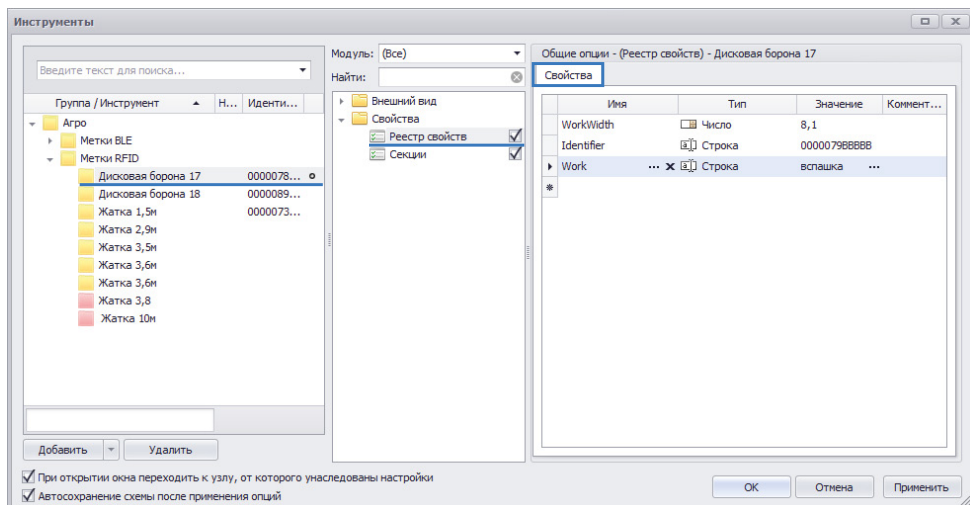 Инструменты
Введите текст для поиска...
Группа / Инструмент Н... Иденти...
Агро
Метки BLE
Метки RFID
Дисковая борона 17 0000078...
Дисковая борона 18 0000089...
Жатка 1,5м 0000073...
Жатка 2,9м
Жатка 3,5м
Жатка 3,6м
Жатка 3,6м
Жатка 3,8
Жатка 10м
Добавить Удалить
Модуль: (Все)
Найти:
Внешний вид
Свойства
Реестр свойств
Секции
Общие опции - (Реестр свойств) - Дисковая борона 17
Свойства
Имя Тип Значение Коммент...
WorkWidth Число 8,1
Identifier Строка 0000079BBBBB
Work ... Строка вспашка ...
При открытии окна переходить к узлу, от которого унаследованы настройки
Автосохранение схемы после применения опций
OK Отмена Применить